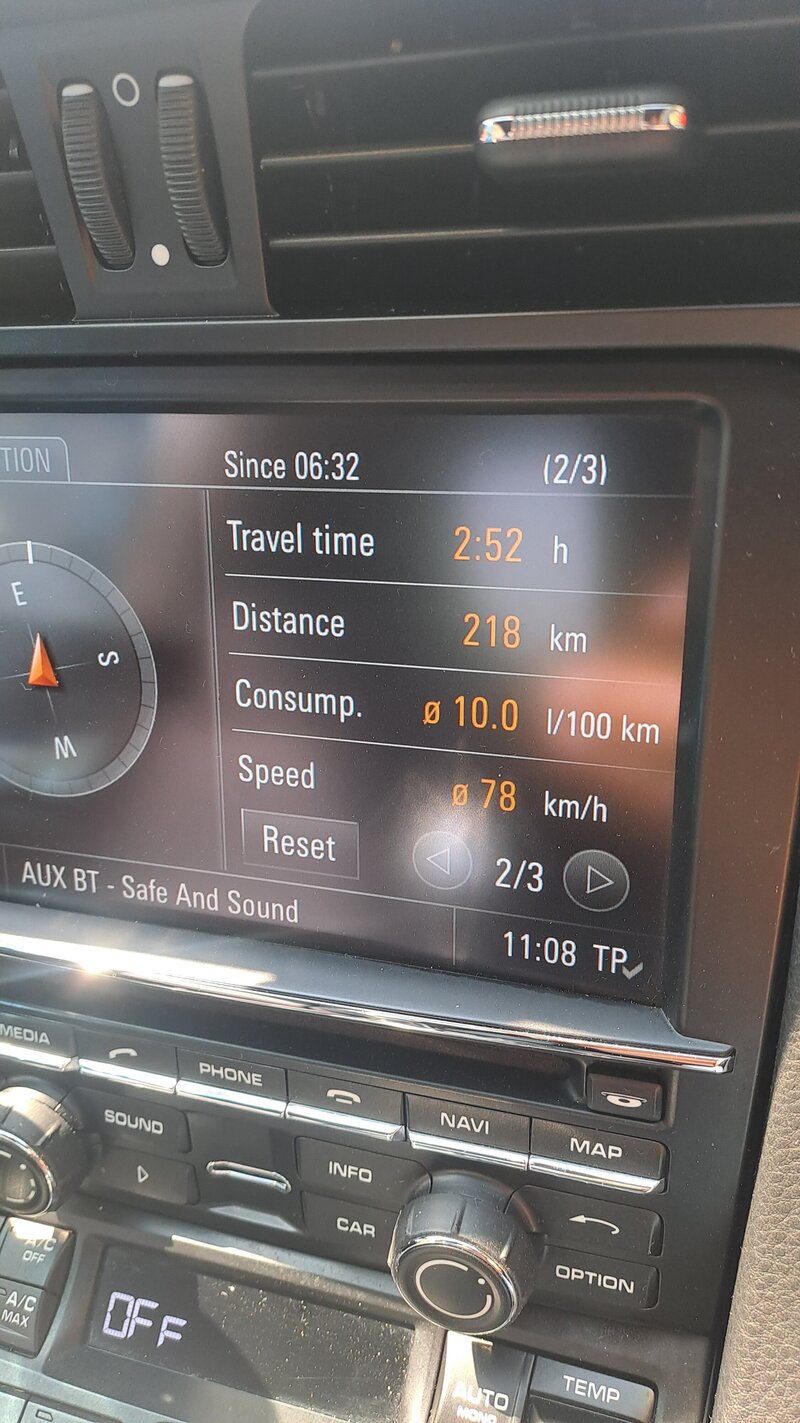 TION
Since 06:32 (2/3)
Travel time 2:52 h
E
Distance 218 km
S
Consump. ø 10.0 l/100 km
W
Speed ø 78 km/h
Reset 2/3
AUX BT - Safe And Sound
11:08 TP
MEDIA
PHONE
NAVI
MAP
SOUND
INFO
CAR
OPTION
A/C OFF
A/C MAX
OFF
AUTO
MONO
TEMP